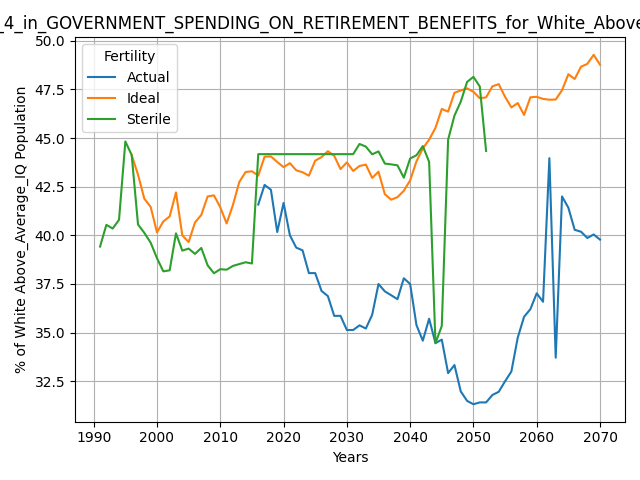 _4_in_GOVERNMENT_SPENDING_ON_RETIREMENT_BENEFITS_for_White_Above
Fertility
Actual
Ideal
Sterile
% of White Above_Average_IQ Population
50.0
47.5
45.0
42.5
40.0
37.5
35.0
32.5
1990
2000
2010
2020
2030
2040
2050
2060
2070
Years